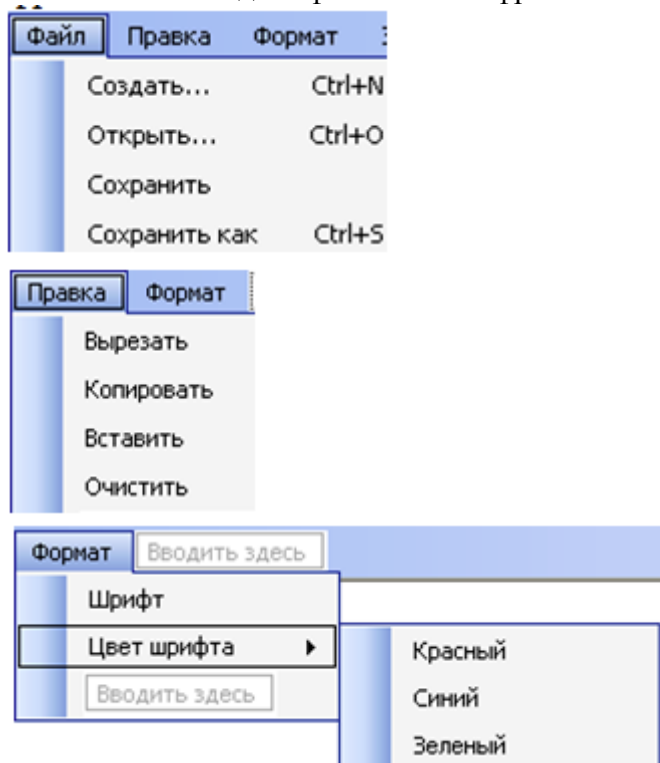 Файл Правка Формат
Создать... Ctrl+N
Открыть... Ctrl+O
Сохранить
Сохранить как Ctrl+S
Правка Формат
Вырезать
Копировать
Вставить
Очистить
Формат Вводить здесь
Шрифт
Цвет шрифта
Красный
Вводить здесь
Синий
Зеленый